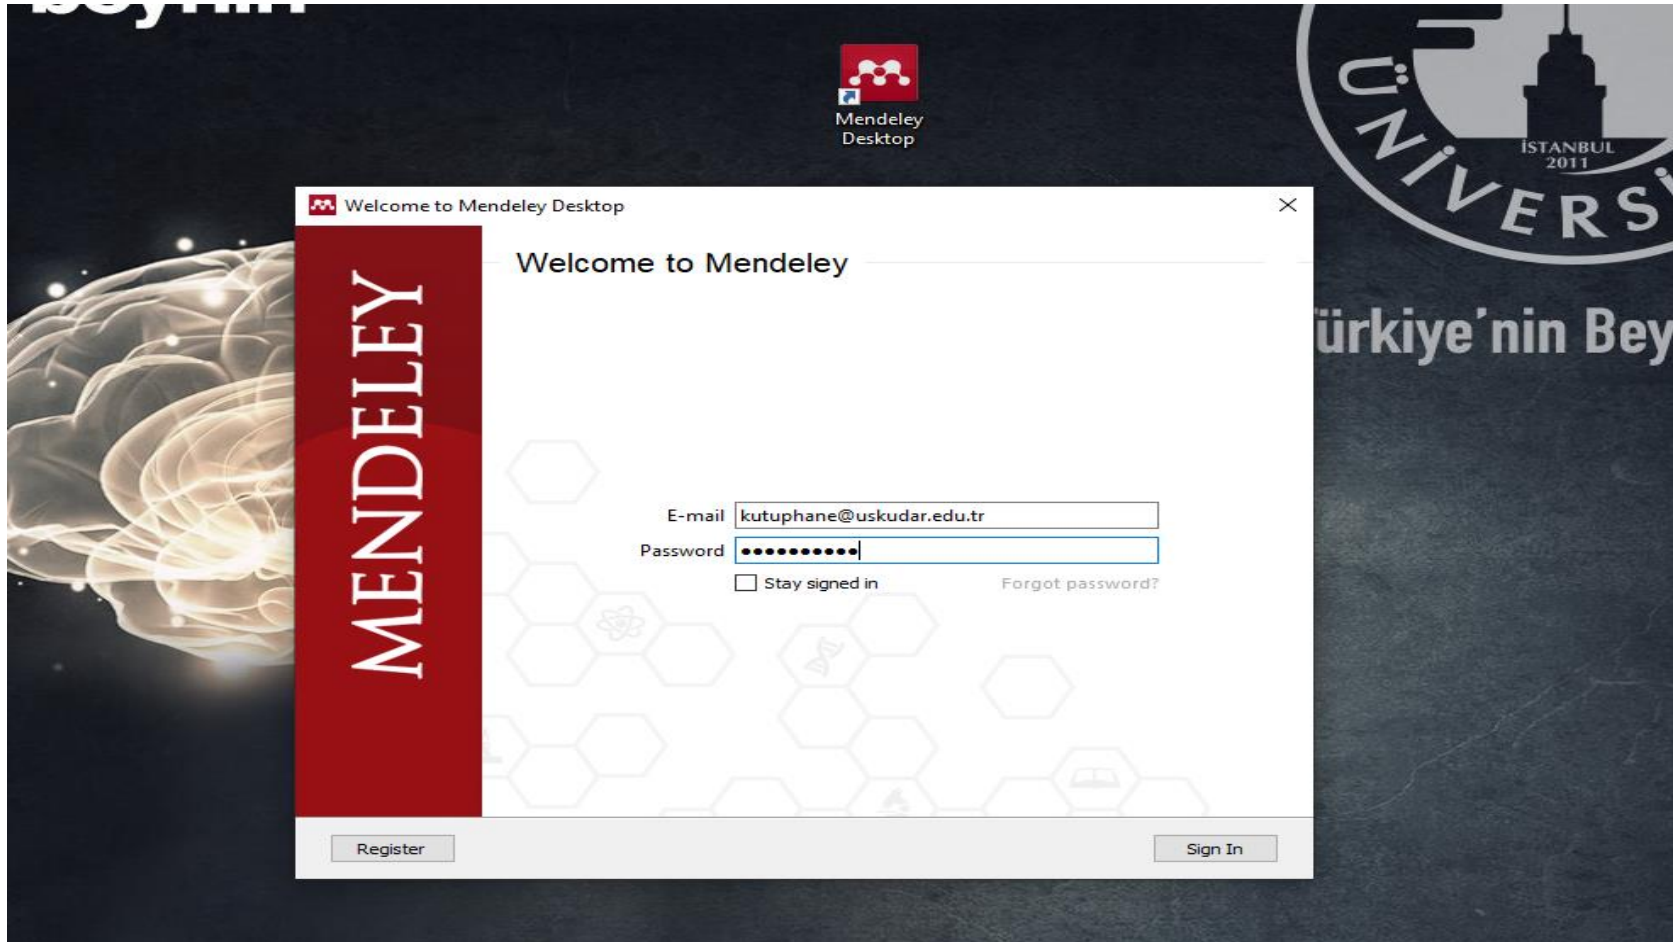 Mendeley
Desktop
ÜNİVERSİ
İSTANBUL
2011
Welcome to Mendeley Desktop
MENDELEY
Welcome to Mendeley
ürkiye'nin Bey
E-mail kutuphane@uskudar.edu.tr
Password ●●●●●●●●●●
Stay signed in Forgot password?
Register Sign In